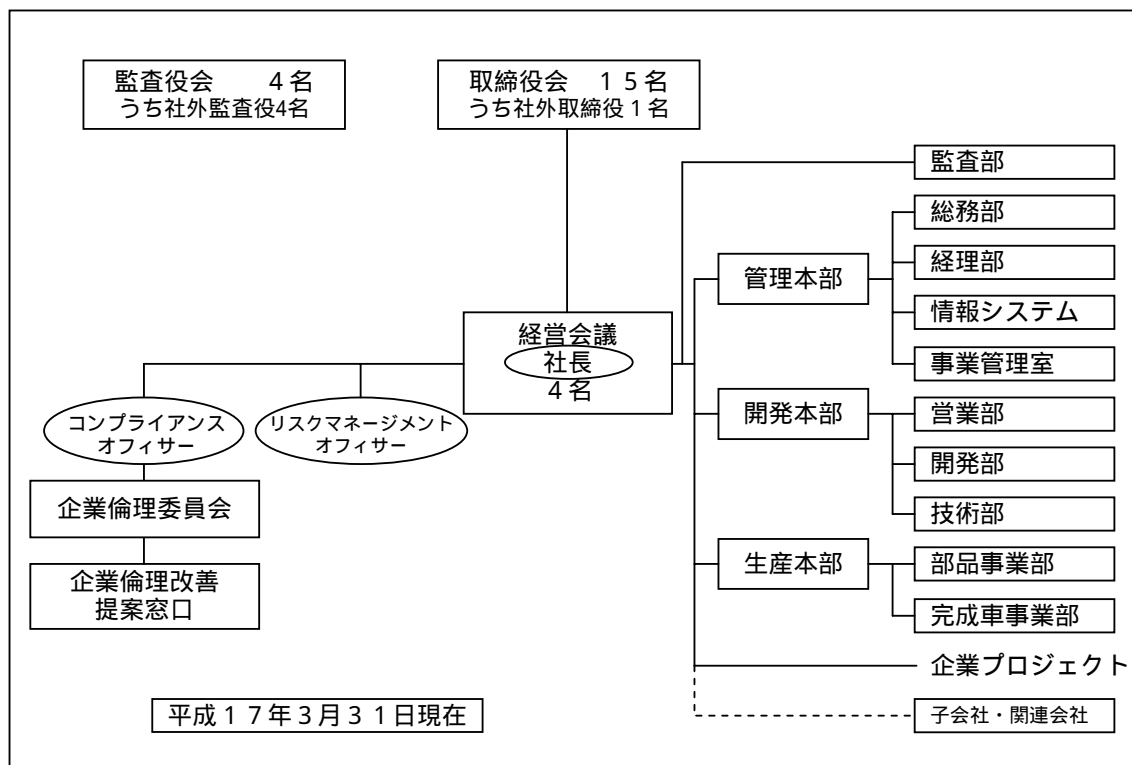 監査役会　　４名
うち社外監査役4名
取締役会　１５名
うち社外取締役１名
監査部
総務部
管理本部
経理部
情報システム
経営会議
社長
４名
事業管理室
コンプライアンス
オフィサー
リスクマネージメント
オフィサー
開発本部
営業部
開発部
技術部
企業倫理委員会
生産本部
部品事業部
完成車事業部
企業倫理改善
提案窓口
企業プロジェクト
子会社・関連会社
平成１７年３月３１日現在